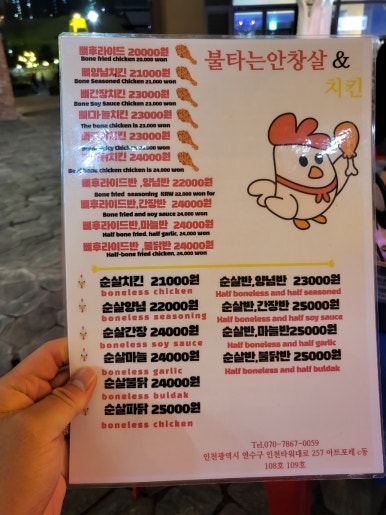 뼈후라이드 20000원
Bone fried chicken 20.000 won
뼈양념치킨 21000원
Bone Seasoned Chicken 21,000 won
뼈간장치킨 23000원
Bone Soy Sauce Chicken 23.000 won
뼈마늘치킨 23000원
The bone chicken is 23,000 won
치킨 23000원
Chicken 23,000 won
치킨 24000원
chicken chicken is 24.000 won
뼈후라이드반 ,양념반 22000원
Bone fried seasoning KRW 22.000 won for
뼈후라이드반,간장반 24000원
Bone fried and soy sauce 24,000 won
뼈후라이드반,마늘반 24000원
Half bone fried, half garlic, 24,000 won
뼈후라이드반,불닭반 24000원
Half-bone fried chicken, 24,000 won
불타는안창살 &
치킨
순살치킨 21000원
boneless chicken
순살양념 22000원
boneless seasoning
순살간장 24000원
boneless soy sauce
순살마늘 24000원
boneless garlic
순살불닭 24000원
boneless buldak
순살파닭 25000원
boneless chicken
순살반,양념반 23000원
Half boneless and half seasoned
순살반,간장반 25000원
Half boneless and half soy sauce
순살반,마늘반25000원
Half boneless and half garlic
순살반,불닭반 25000원
Half boneless and half buldak
Tel.070-7867-0059
인천광역시 연수구 인천타워대로 257 아트포레 c동
108호 109호